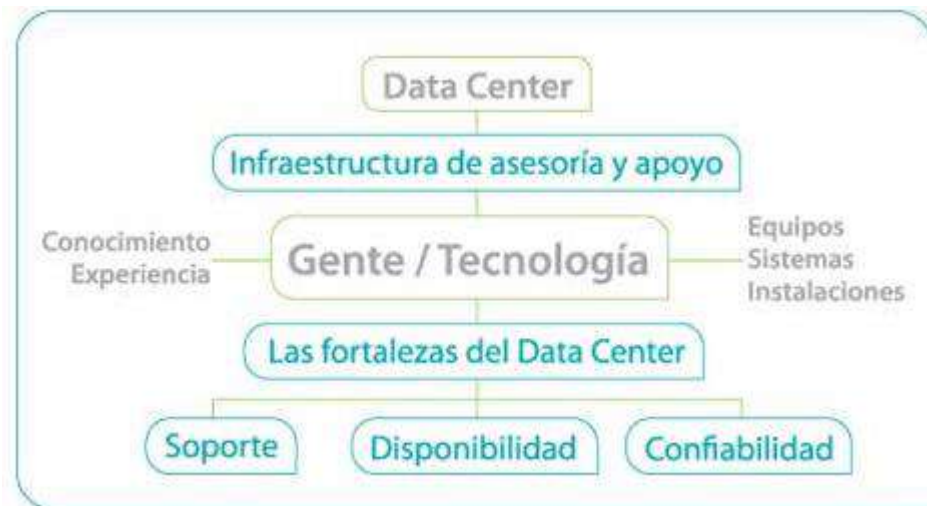 Data Center
Infraestructura de asesoría y apoyo
Conocimiento
Experiencia
Gente / Tecnología
Equipos
Sistemas
Instalaciones
Las fortalezas del Data Center
Soporte
Disponibilidad
Confiabilidad